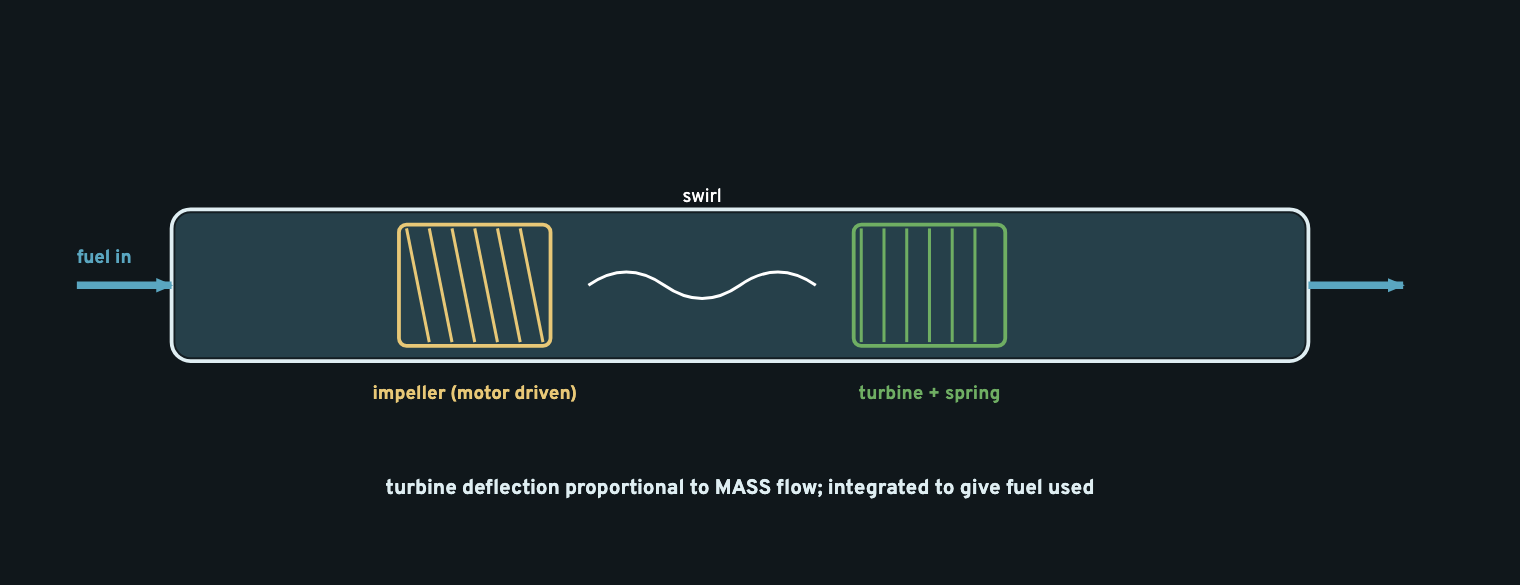 swirl
fuel in
impeller (motor driven)
turbine + spring
turbine deflection proportional to MASS flow; integrated to give fuel used